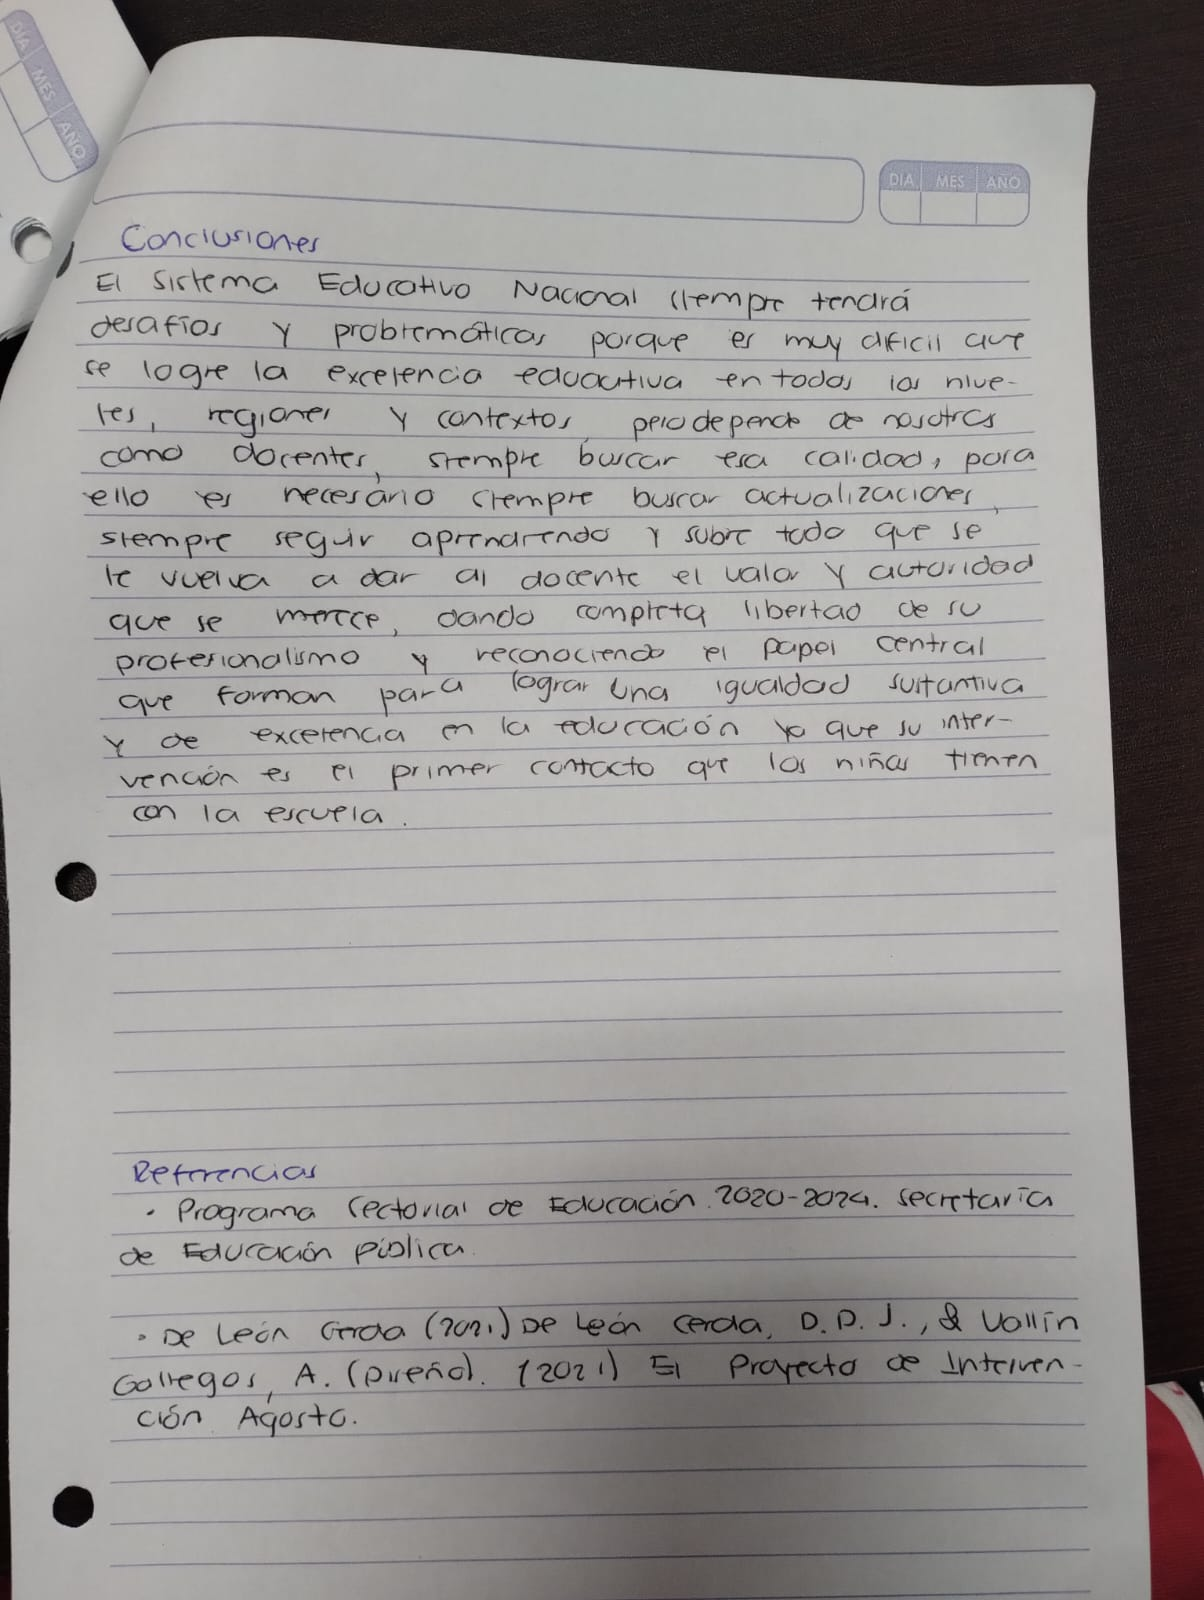 DÍA MES AÑO
DÍA MES AÑO
Conclusiones
El Sistema Educativo Nacional siempre tendrá
desafíos y problemáticas porque es muy dificil que
se logre la excelencia educativa en todos los nive-
les, regiones y contextos, pero depende de nosotros
como docentes, siempre buscar esa calidad, para
ello es necesario siempre buscar actualizaciones,
siempre seguir aprendiendo y sobre todo que se
le vuelva a dar al docente el valor y autoridad
que se merece, dando completa libertad de su
profesionalismo y reconociendo el papel central
que forman para lograr una igualdad sustantiva
y de excelencia en la educación ya que su inter-
vención es el primer contacto que los niños tienen
con la escuela.
Referencias
• Programa Sectorial de Educación. 2020-2024. Secretaría
de Educación Pública.
• De León Cerda (2021) De León Cerda, D.D.J., & Vallín
Gallegos, A. (Diseño). (2021) El Proyecto de Interven-
ción Agosto.